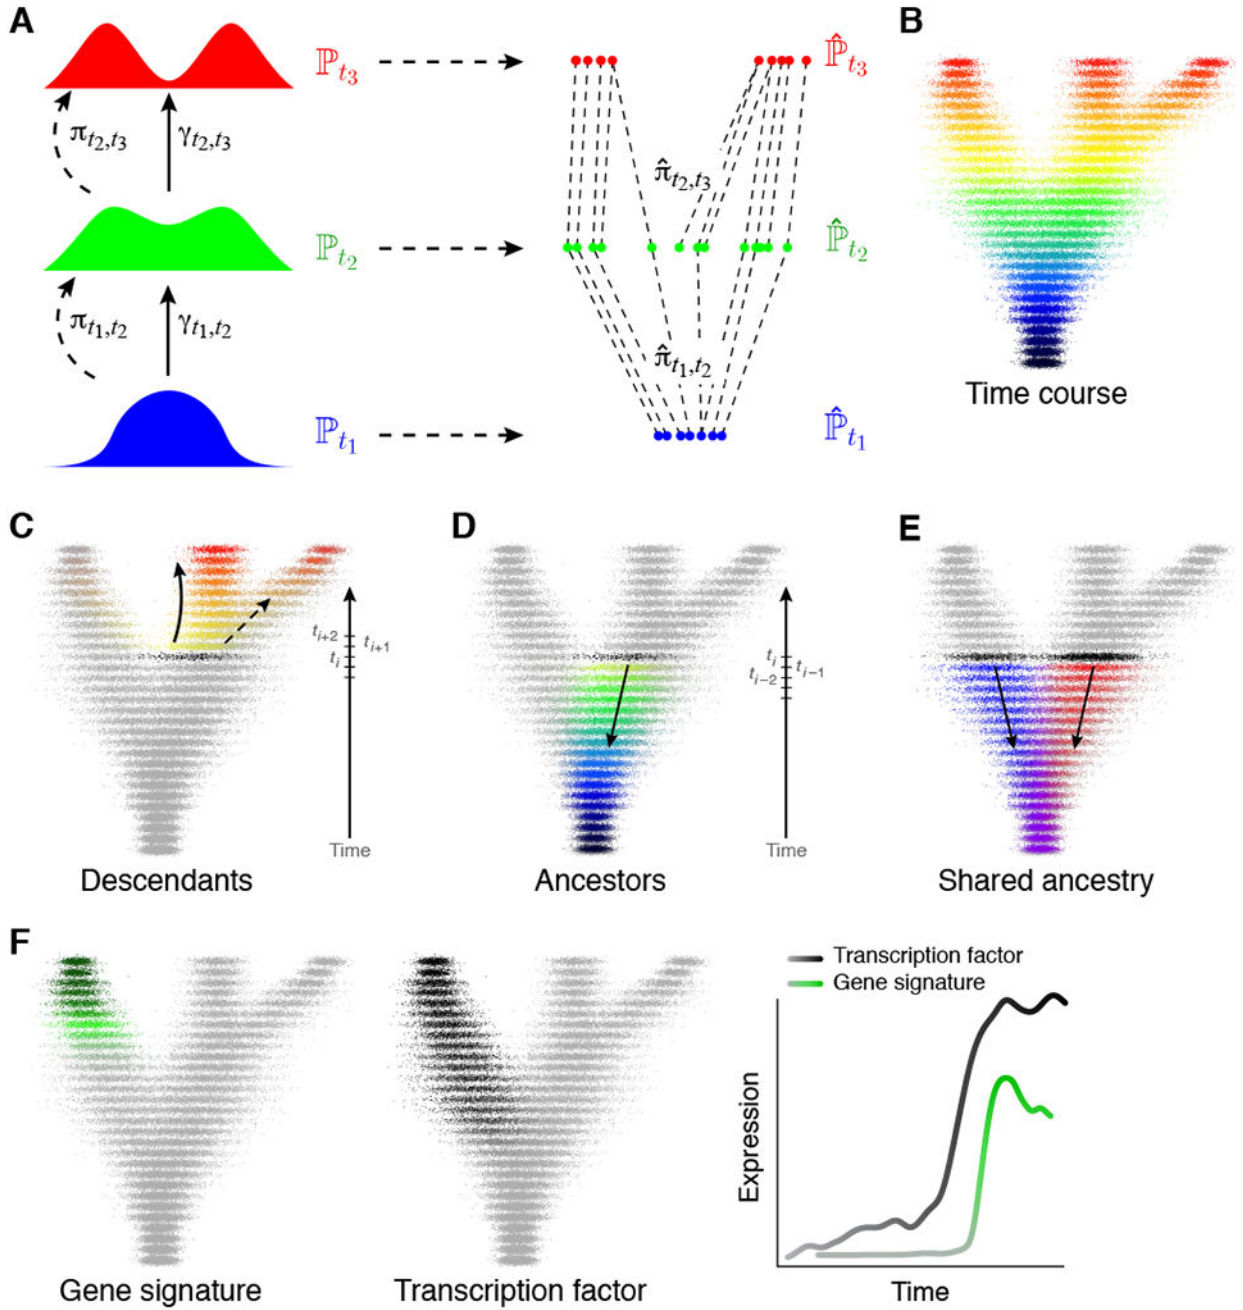 A
ℙt3
ℙ̂t3
πt2,t3
γt2,t3
π̂t2,t3
ℙt2
ℙ̂t2
πt1,t2
γt1,t2
π̂t1,t2
ℙt1
ℙ̂t1
B
Time course
C
ti+2
ti+1
ti
Time
Descendants
D
ti
ti−1
ti−2
Time
Ancestors
E
Shared ancestry
F
Gene signature
Transcription factor
Transcription factor
Gene signature
Expression
Time